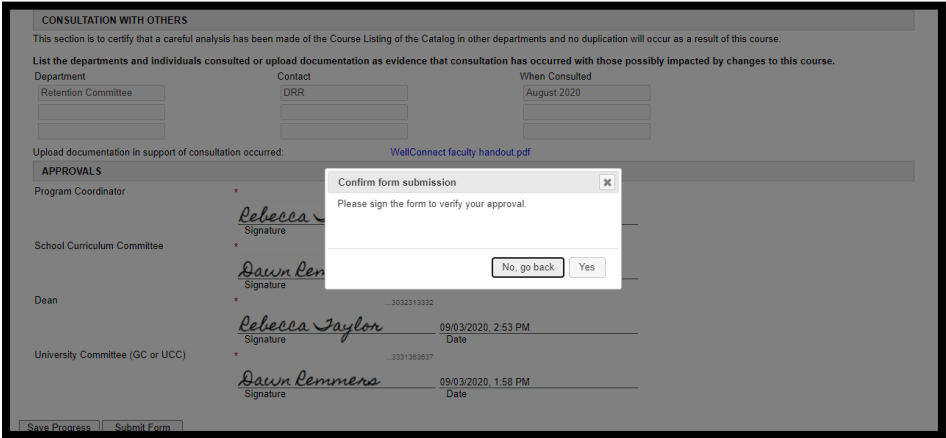 CONSULTATION WITH OTHERS
This section is to certify that a careful analysis has been made of the Course Listing of the Catalog in other departments and no duplication will occur as a result of this course.
List the departments and individuals consulted or upload documentation as evidence that consultation has occurred with those possibly impacted by changes to this course.
Department Contact When Consulted
Retention Committee DRR August 2020
Upload documentation in support of consultation occurred: WellConnect faculty handout.pdf
APPROVALS
Confirm form submission
Program Coordinator *
Please sign the form to verify your approval.
Rebecca
Signature
School Curriculum Committee *
No, go back Yes
Dawn
Signature
Dean * ...3032313332
Rebecca Taylor 09/03/2020, 2:53 PM
Signature Date
University Committee (GC or UCC) * ...3331363637
Dawn Remmers 09/03/2020, 1:58 PM
Signature Date
Save Progress Submit Form